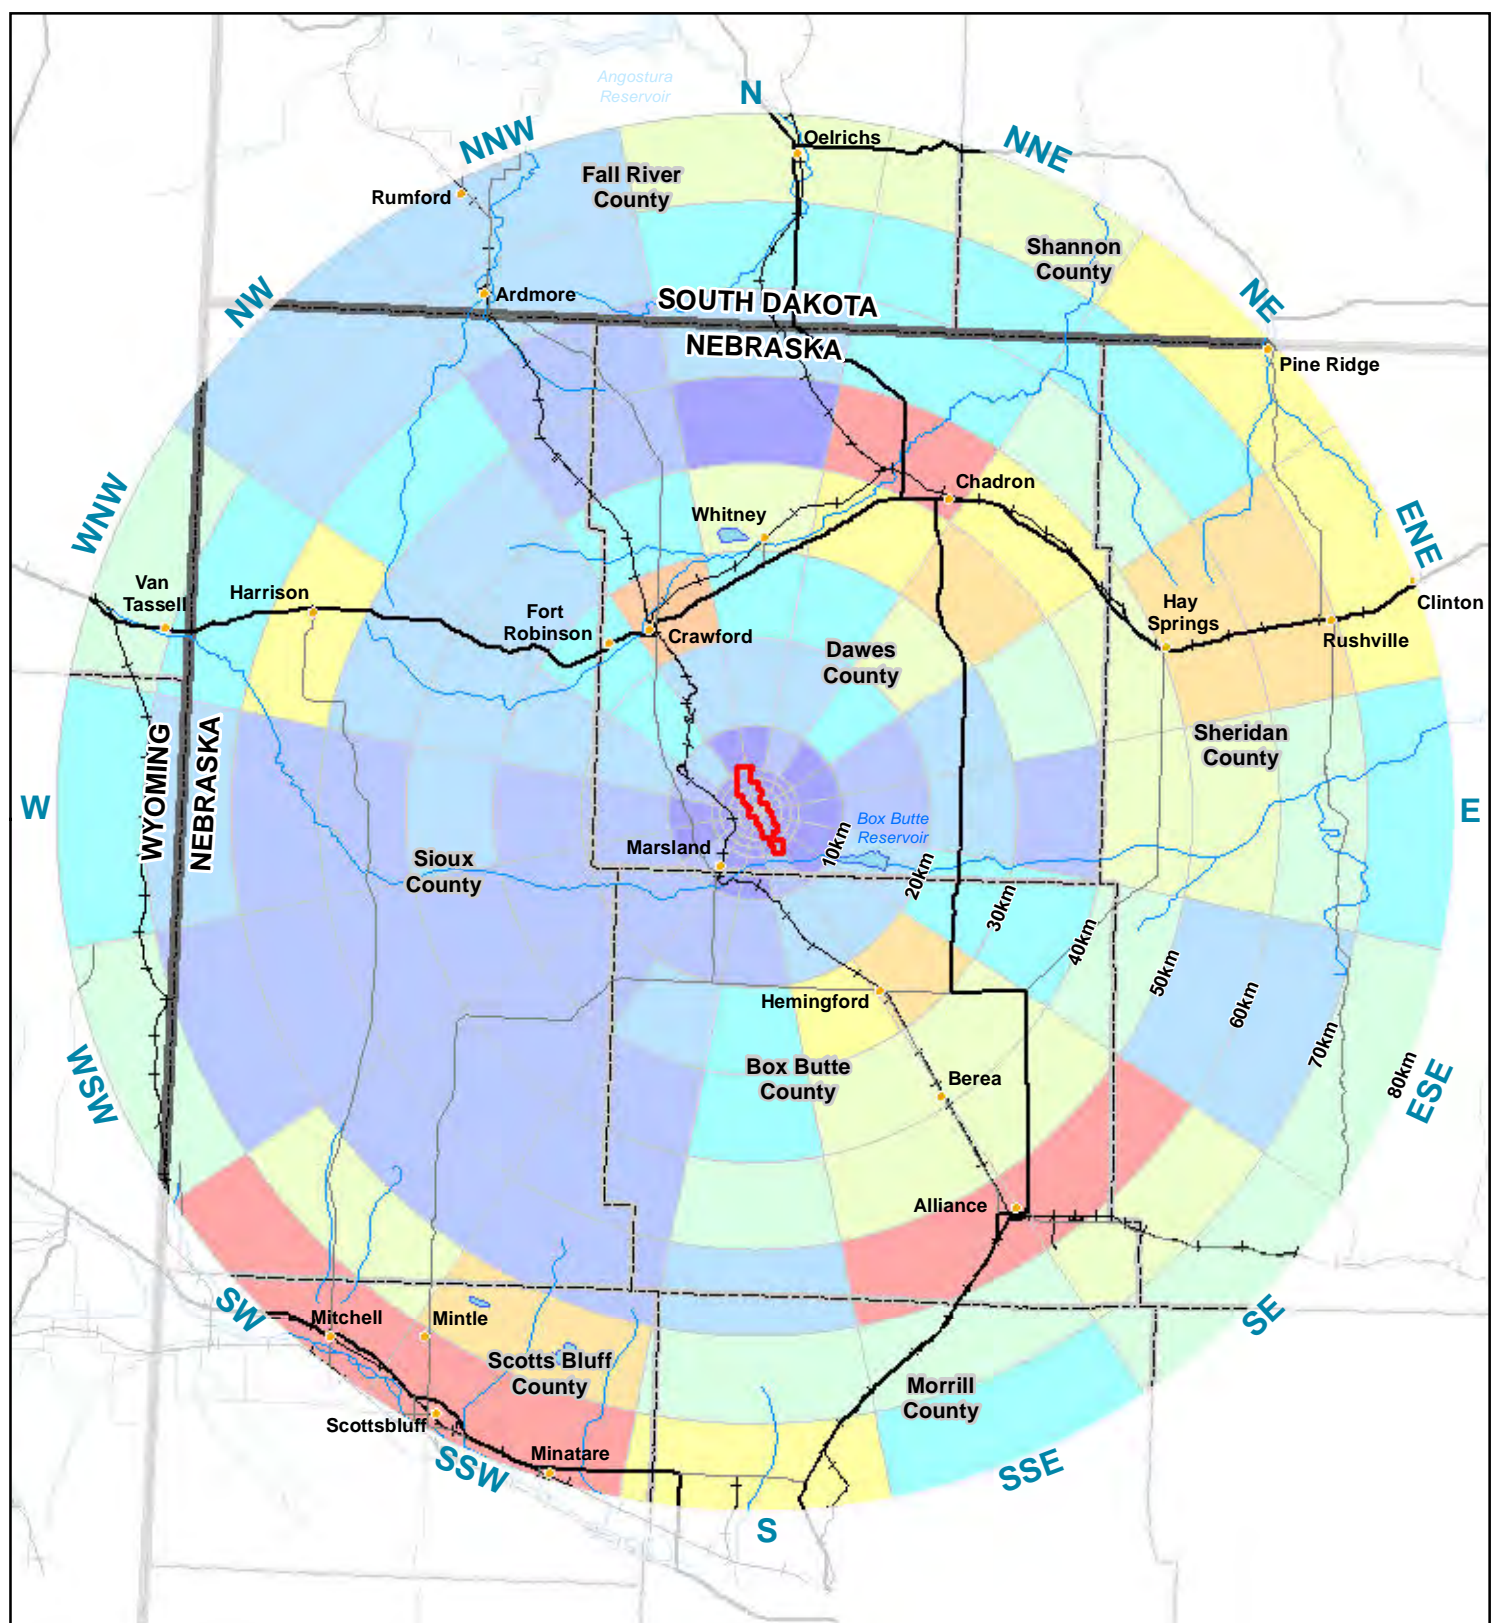 Angostura
Reservoir
N
NNW
NNE
Oelrichs
Fall River
County
Rumford
Shannon
County
NW
NE
Ardmore
SOUTH DAKOTA
NEBRASKA
Pine Ridge
Chadron
WNW
Whitney
ENE
Van
Tassell
Harrison
Fort
Robinson
Crawford
Hay
Springs
Clinton
Rushville
Dawes
County
Sheridan
County
WYOMING
NEBRASKA
W
E
Box Butte
Reservoir
Marsland
10km
20km
30km
40km
50km
60km
70km
80km
Sioux
County
Hemingford
WSW
ESE
Box Butte
County
Berea
Alliance
SW
SE
Mitchell
Mintle
Scotts Bluff
County
Morrill
County
Scottsbluff
Minatare
SSW
SSE
S